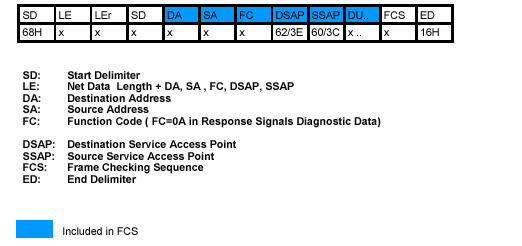 SD LE LEr SD DA SA FC DSAP SSAP DU.. FCS ED
68H x x x x x x 62/3E 60/3C x .. x 16H
SD: Start Delimiter
LE: Net Data Length + DA, SA , FC, DSAP, SSAP
DA: Destination Address
SA: Source Address
FC: Function Code ( FC=0A in Response Signals Diagnostic Data)
DSAP: Destination Service Access Point
SSAP: Source Service Access Point
FCS: Frame Checking Sequence
ED: End Delimiter
Included in FCS